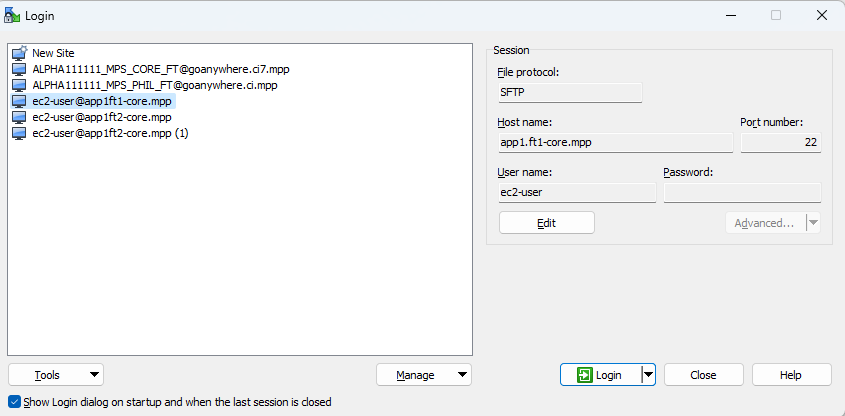 Login
New Site
ALPHA111111_MPS_CORE_FT@goanywhere.ci7.mpp
ALPHA111111_MPS_PHIL_FT@goanywhere.ci.mpp
ec2-user@app1ft1-core.mpp
ec2-user@app1ft2-core.mpp
ec2-user@app1ft2-core.mpp (1)
Session
File protocol:
SFTP
Host name: Port number:
app1.ft1-core.mpp 22
User name: Password:
ec2-user
Edit Advanced...
Tools Manage Login Close Help
Show Login dialog on startup and when the last session is closed